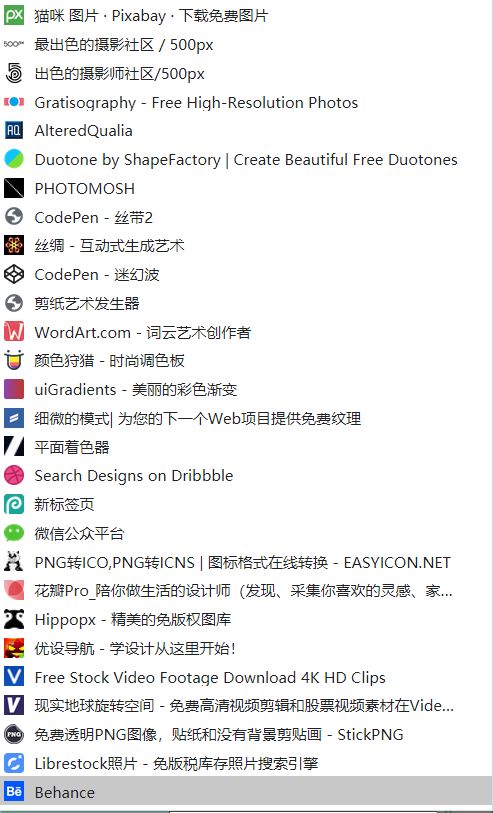 px 猫咪 图片 · Pixabay · 下载免费图片
500px 最出色的摄影社区 / 500px
出色的摄影师社区/500px
Gratisography - Free High-Resolution Photos
AQ AlteredQualia
Duotone by ShapeFactory | Create Beautiful Free Duotones
PHOTOMOSH
CodePen - 丝带2
丝绸 - 互动式生成艺术
CodePen - 迷幻波
剪纸艺术发生器
W WordArt.com - 词云艺术创作者
颜色狩猎 - 时尚调色板
uiGradients - 美丽的彩色渐变
细微的模式| 为您的下一个Web项目提供免费纹理
平面着色器
Search Designs on Dribbble
新标签页
微信公众平台
PNG转ICO,PNG转ICNS | 图标格式在线转换 - EASYICON.NET
花瓣Pro_陪你做生活的设计师（发现、采集你喜欢的灵感、家...
Hippopx - 精美的免版权图库
优设导航 - 学设计从这里开始！
V Free Stock Video Footage Download 4K HD Clips
V 现实地球旋转空间 - 免费高清视频剪辑和股票视频素材在Vide...
PNG 免费透明PNG图像，贴纸和没有背景剪贴画 - StickPNG
Librestock照片 - 免版税库存照片搜索引擎
Bē Behance